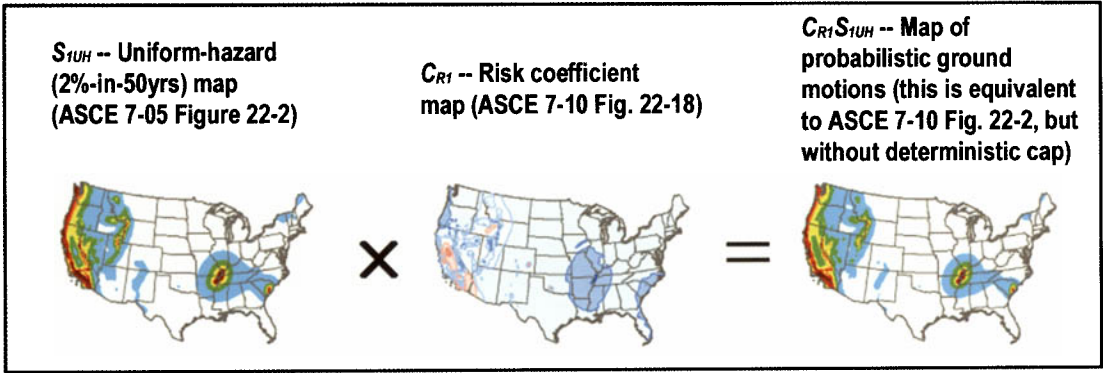 S1UH -- Uniform-hazard
(2%-in-50yrs) map
(ASCE 7-05 Figure 22-2)
CR1 -- Risk coefficient
map (ASCE 7-10 Fig. 22-18)
CR1S1UH -- Map of
probabilistic ground
motions (this is equivalent
to ASCE 7-10 Fig. 22-2, but
without deterministic cap)
× =